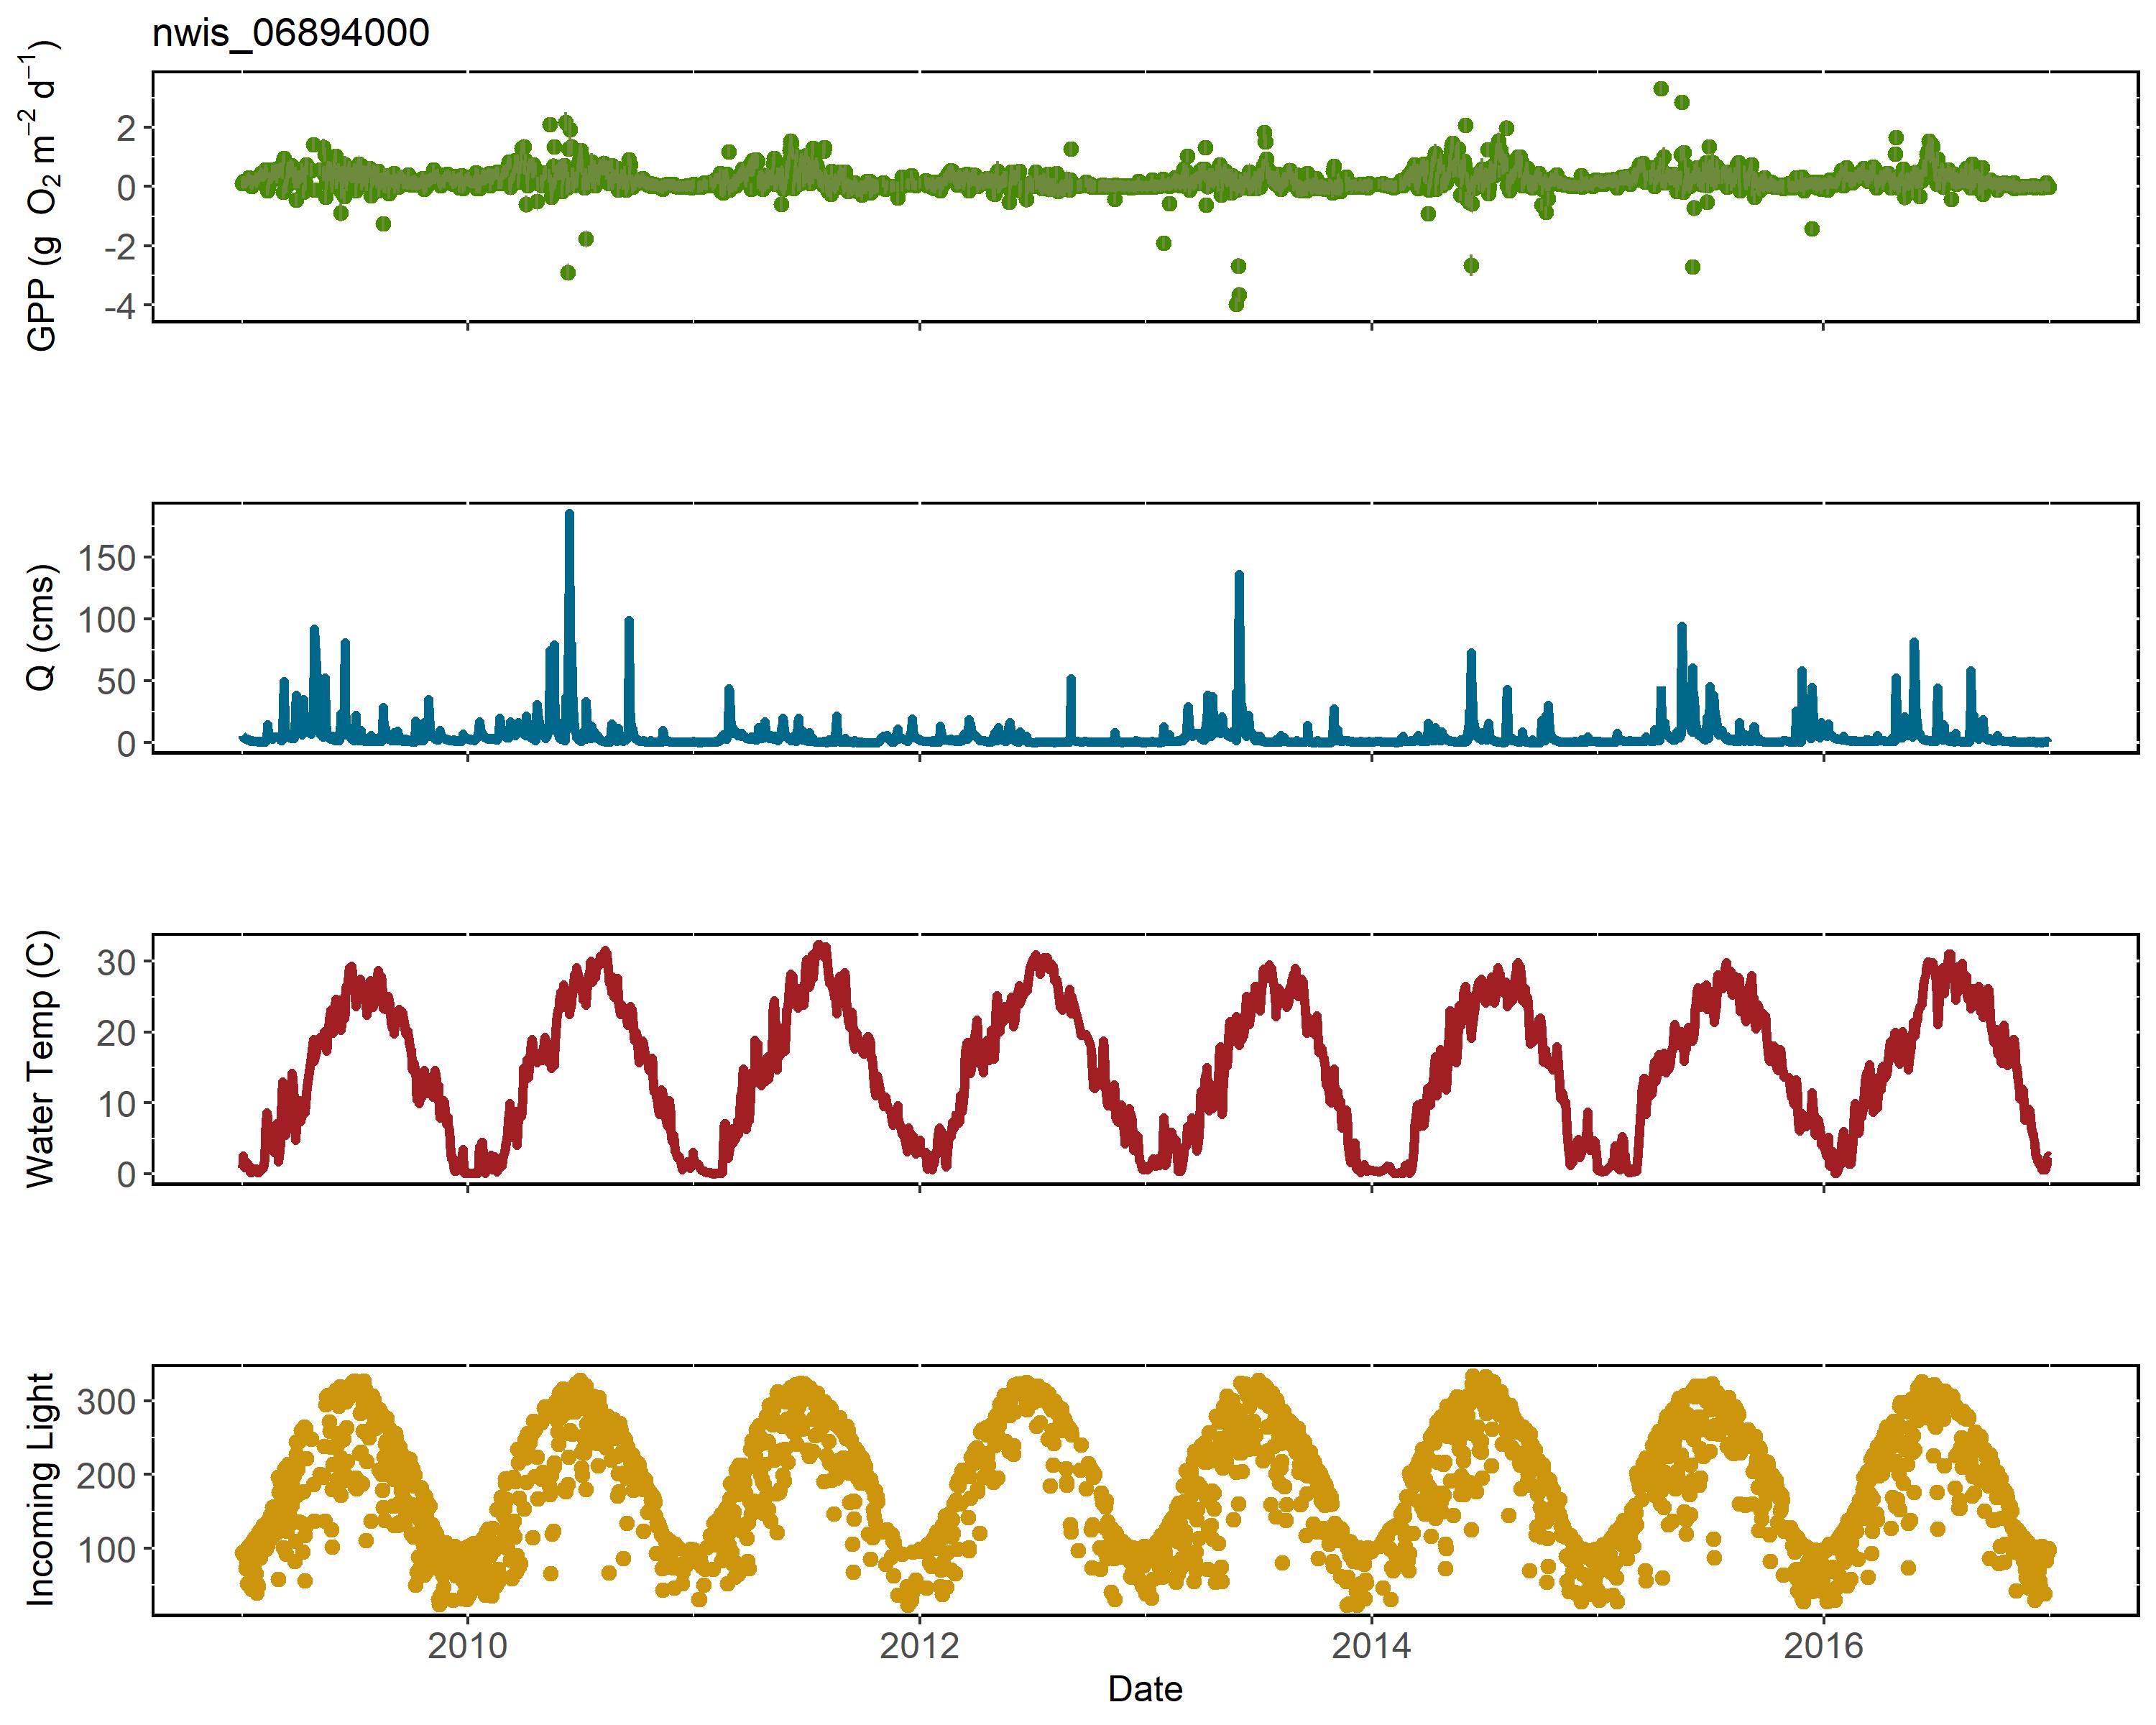 nwis_06894000
GPP (g O₂ m⁻² d⁻¹)
2
0
-2
-4
Q (cms)
150
100
50
0
Water Temp (C)
30
20
10
0
Incoming Light
300
200
100
2010 2012 2014 2016
Date